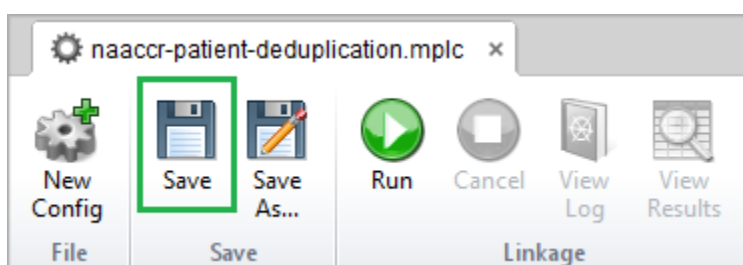 naaccr-patient-deduplication.mplc ×
New Config
Save
Save As...
Run
Cancel
View Log
View Results
File
Save
Linkage